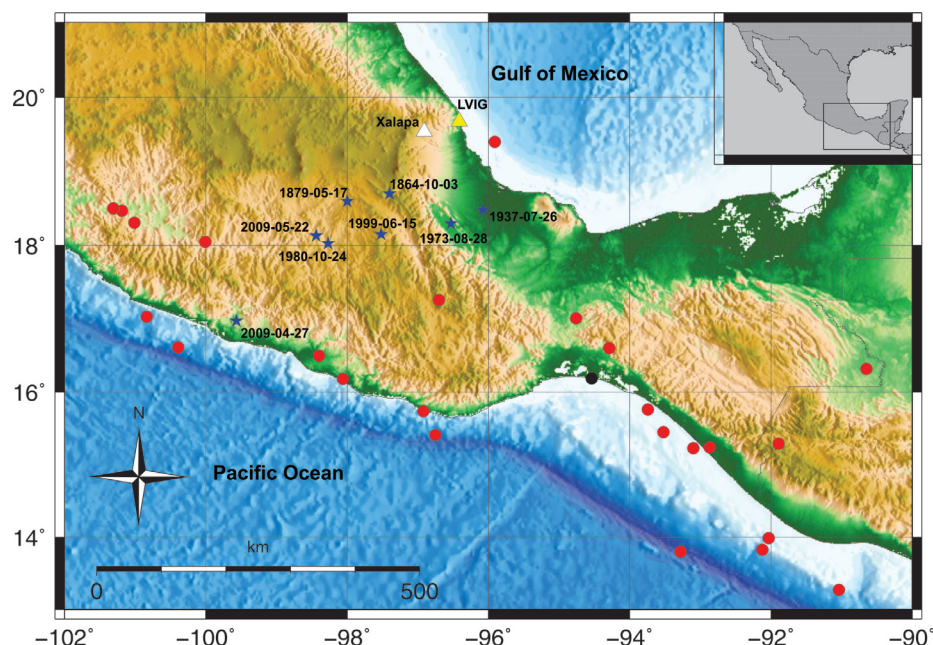 Gulf of Mexico
20°
LVIG
Xalapa
1864-10-03
1879-05-17
1937-07-26
1999-06-15
2009-05-22
1973-08-28
18°
1980-10-24
2009-04-27
16°
N
Pacific Ocean
14°
km
0 500
−102° −100° −98° −96° −94° −92° −90°